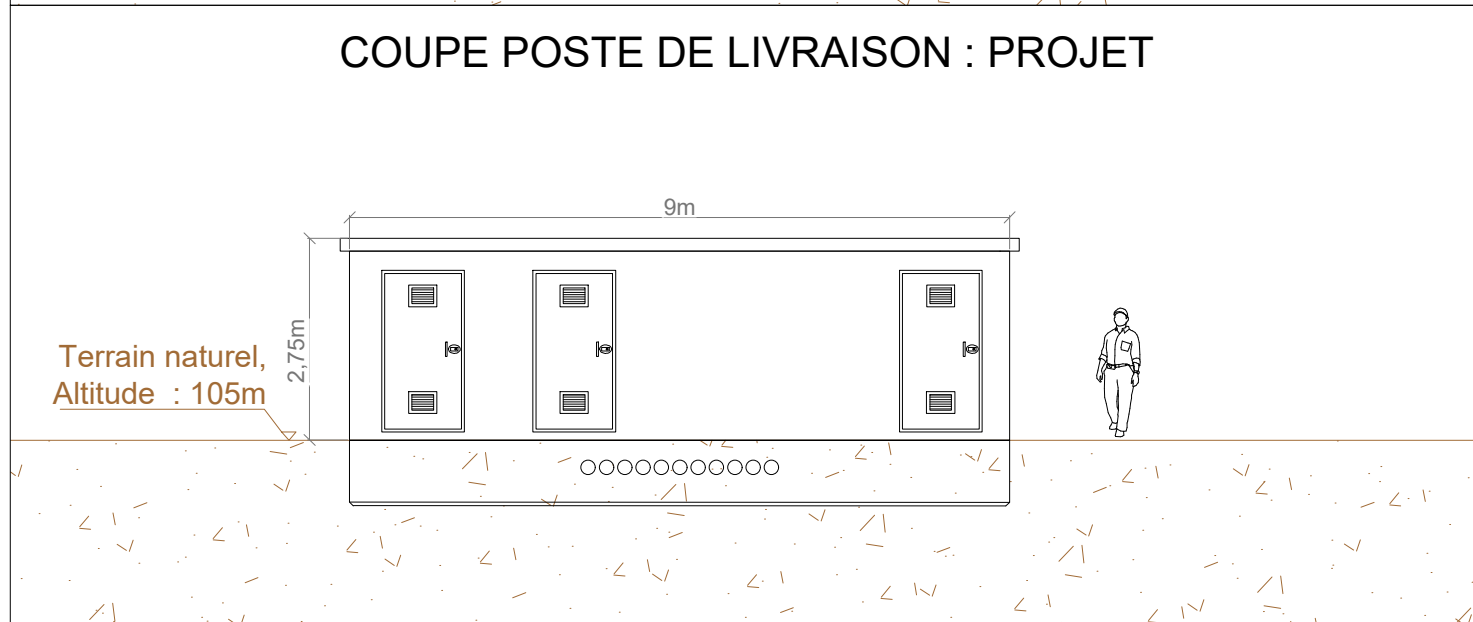 COUPE POSTE DE LIVRAISON : PROJET
9m
2,75m
Terrain naturel,
Altitude : 105m